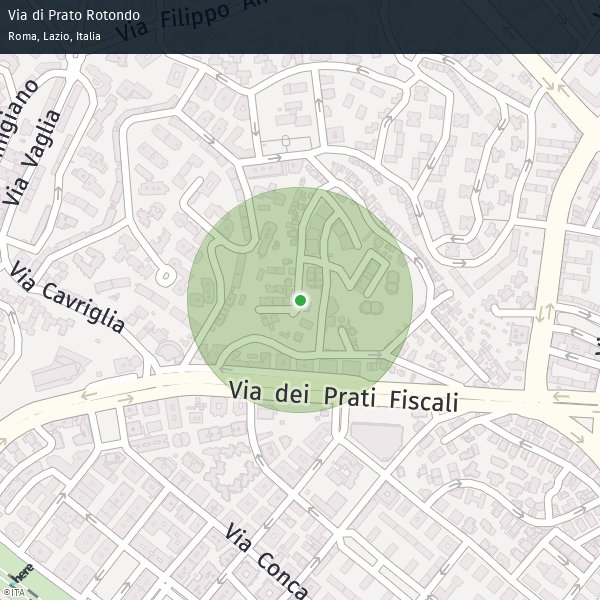 Via di Prato Rotondo
Roma, Lazio, Italia
Via Filippo
Via Vaglia
Via Cavriglia
Via dei Prati Fiscali
Via Conca
here
©ITA